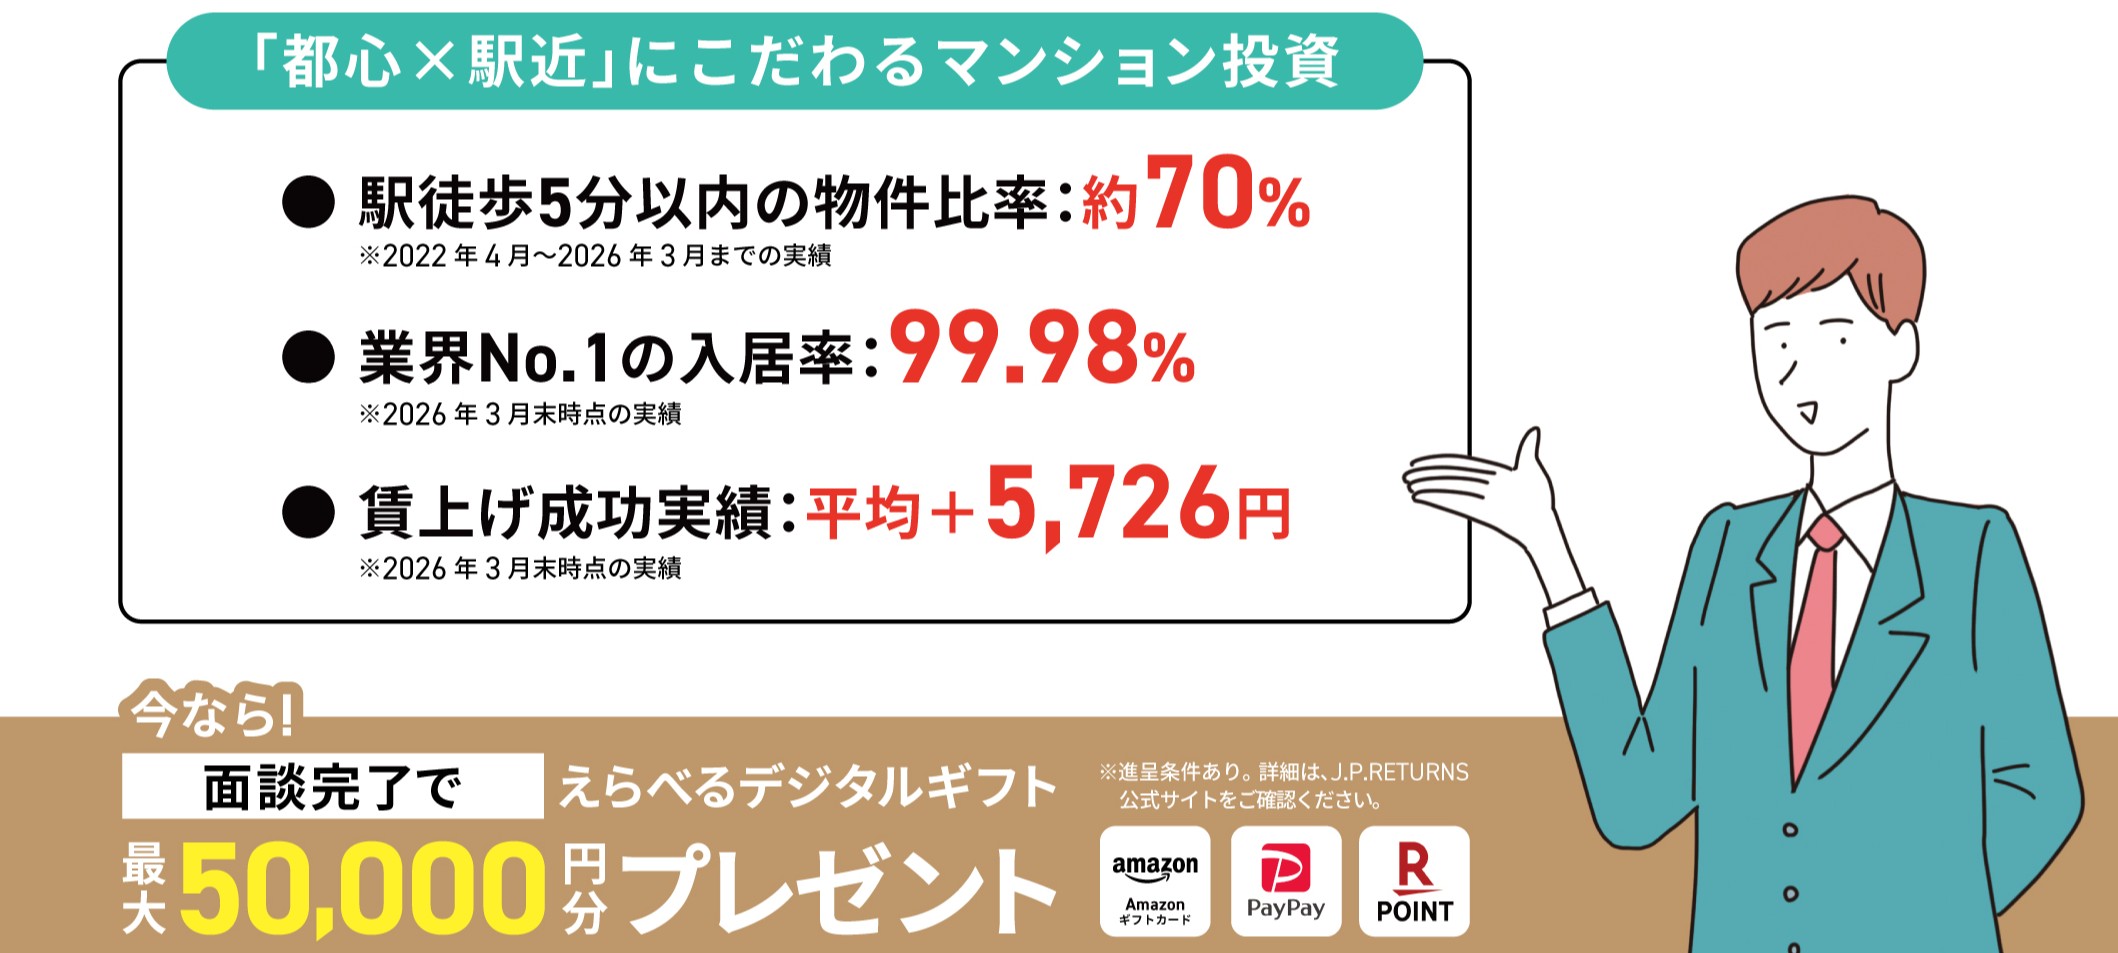 「都心×駅近」にこだわるマンション投資
●駅徒歩5分以内の物件比率：約70%
※2022年4月～2026年3月までの実績
●業界No.1の入居率：99.98%
※2026年3月末時点の実績
●賃上げ成功実績：平均＋5,726円
※2026年3月末時点の実績
今なら!
面談完了で えらべるデジタルギフト
最大50,000円分プレゼント
※進呈条件あり。詳細は、J.P.RETURNS
公式サイトをご確認ください。
amazon
Amazon
ギフトカード
PayPay
R
POINT